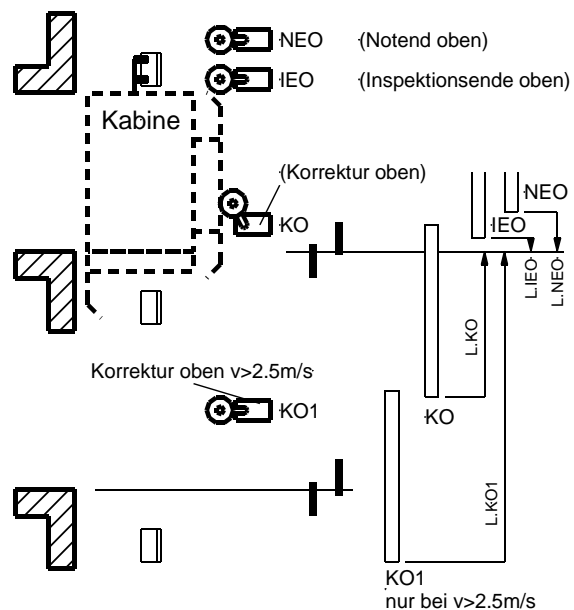 NEO (Notend oben)
IEO (Inspektionsende oben)
Kabine
(Korrektur oben)
KO
NEO
IEO
L.IEO
L.NEO
L.KO
Korrektur oben v>2.5m/s
KO1
KO
L.KO1
KO1
nur bei v>2.5m/s